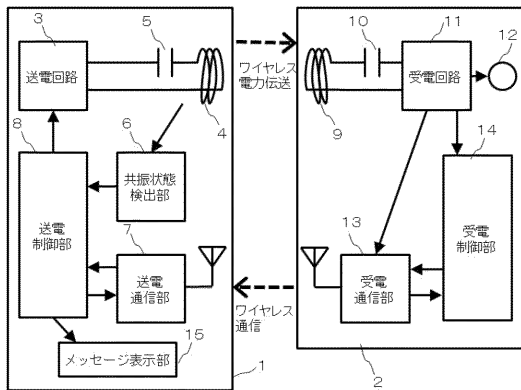 3
送電回路
5
4
8
送電
制御部
6
共振状態
検出部
7
送電
通信部
メッセージ表示部
15
1
ワイヤレス
電力伝送
ワイヤレス
通信
10
9
11
受電回路
12
14
受電
制御部
13
受電
通信部
2